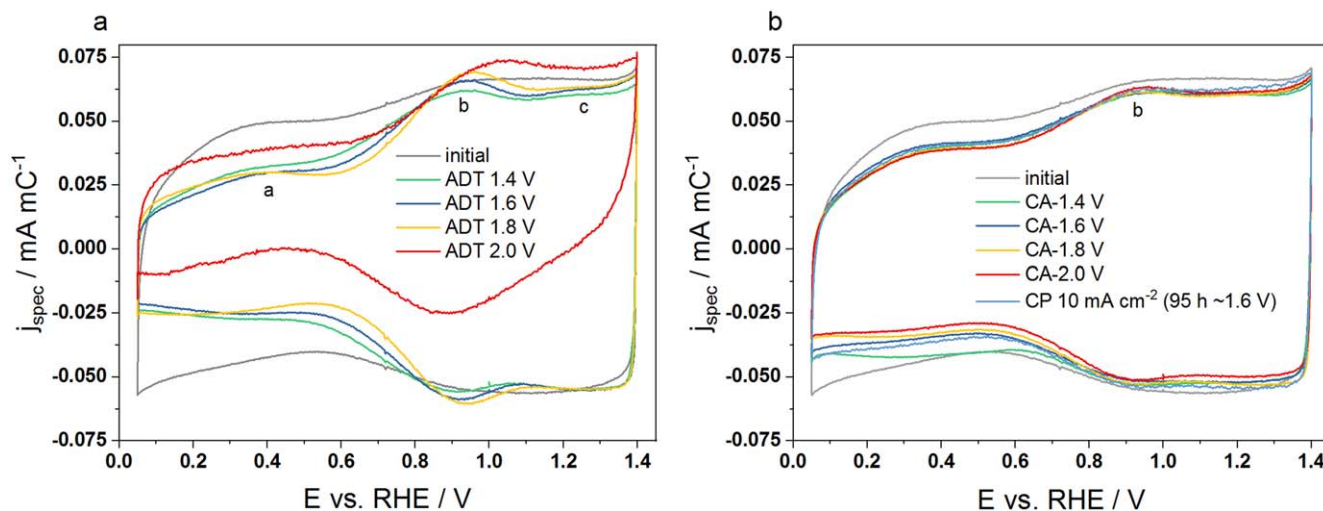 a
0.075
0.050
0.025
0.000
-0.025
-0.050
-0.075
j_spec / mA mC⁻¹
b
c
a
initial
ADT 1.4 V
ADT 1.6 V
ADT 1.8 V
ADT 2.0 V
0.0 0.2 0.4 0.6 0.8 1.0 1.2 1.4
E vs. RHE / V
b
0.075
0.050
0.025
0.000
-0.025
-0.050
-0.075
j_spec / mA mC⁻¹
b
initial
CA-1.4 V
CA-1.6 V
CA-1.8 V
CA-2.0 V
CP 10 mA cm⁻² (95 h ~1.6 V)
0.0 0.2 0.4 0.6 0.8 1.0 1.2 1.4
E vs. RHE / V